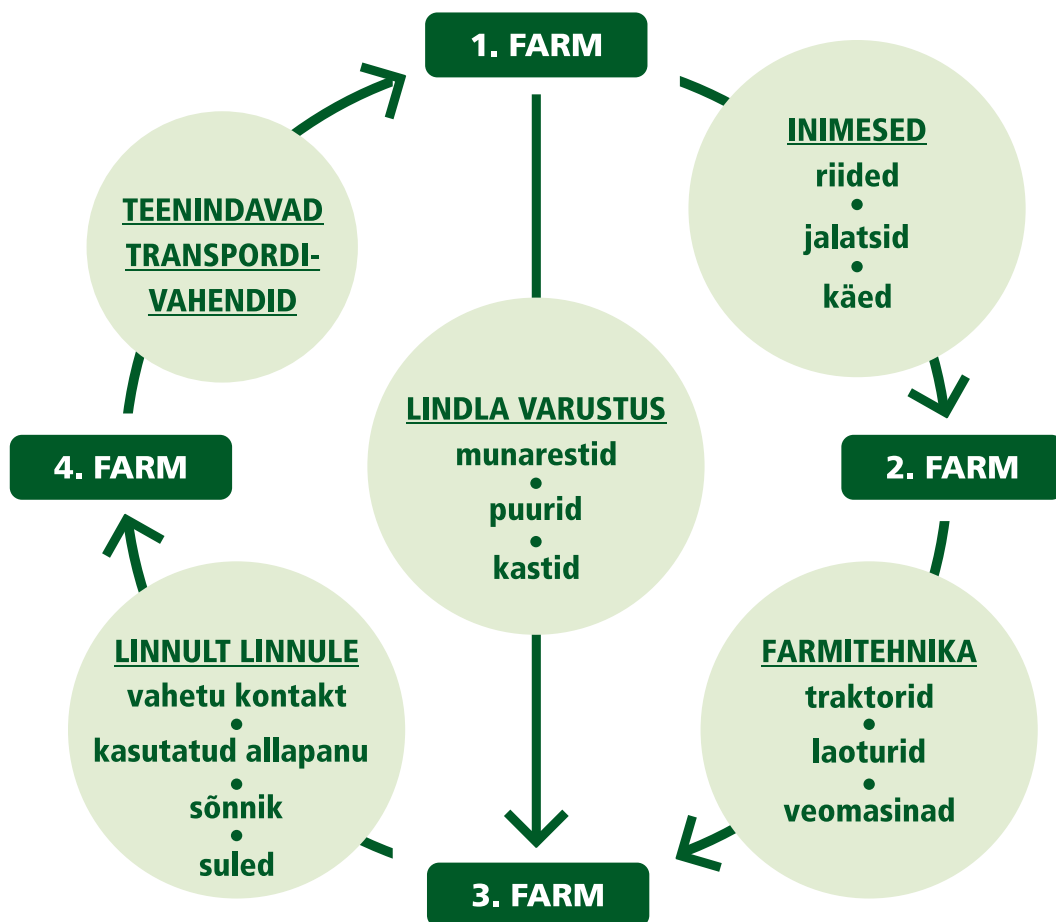 1. FARM
INIMESED
riided
•
jalatsid
•
käed
TEENINDAVAD
TRANSPORDI-
VAHENDID
LINDLA VARUSTUS
munarestid
•
puurid
•
kastid
4. FARM
2. FARM
LINNULT LINNULE
vahetu kontakt
•
kasutatud allapanu
•
sõnnik
•
suled
FARMITEHNIKA
traktorid
•
laoturid
•
veomasinad
3. FARM